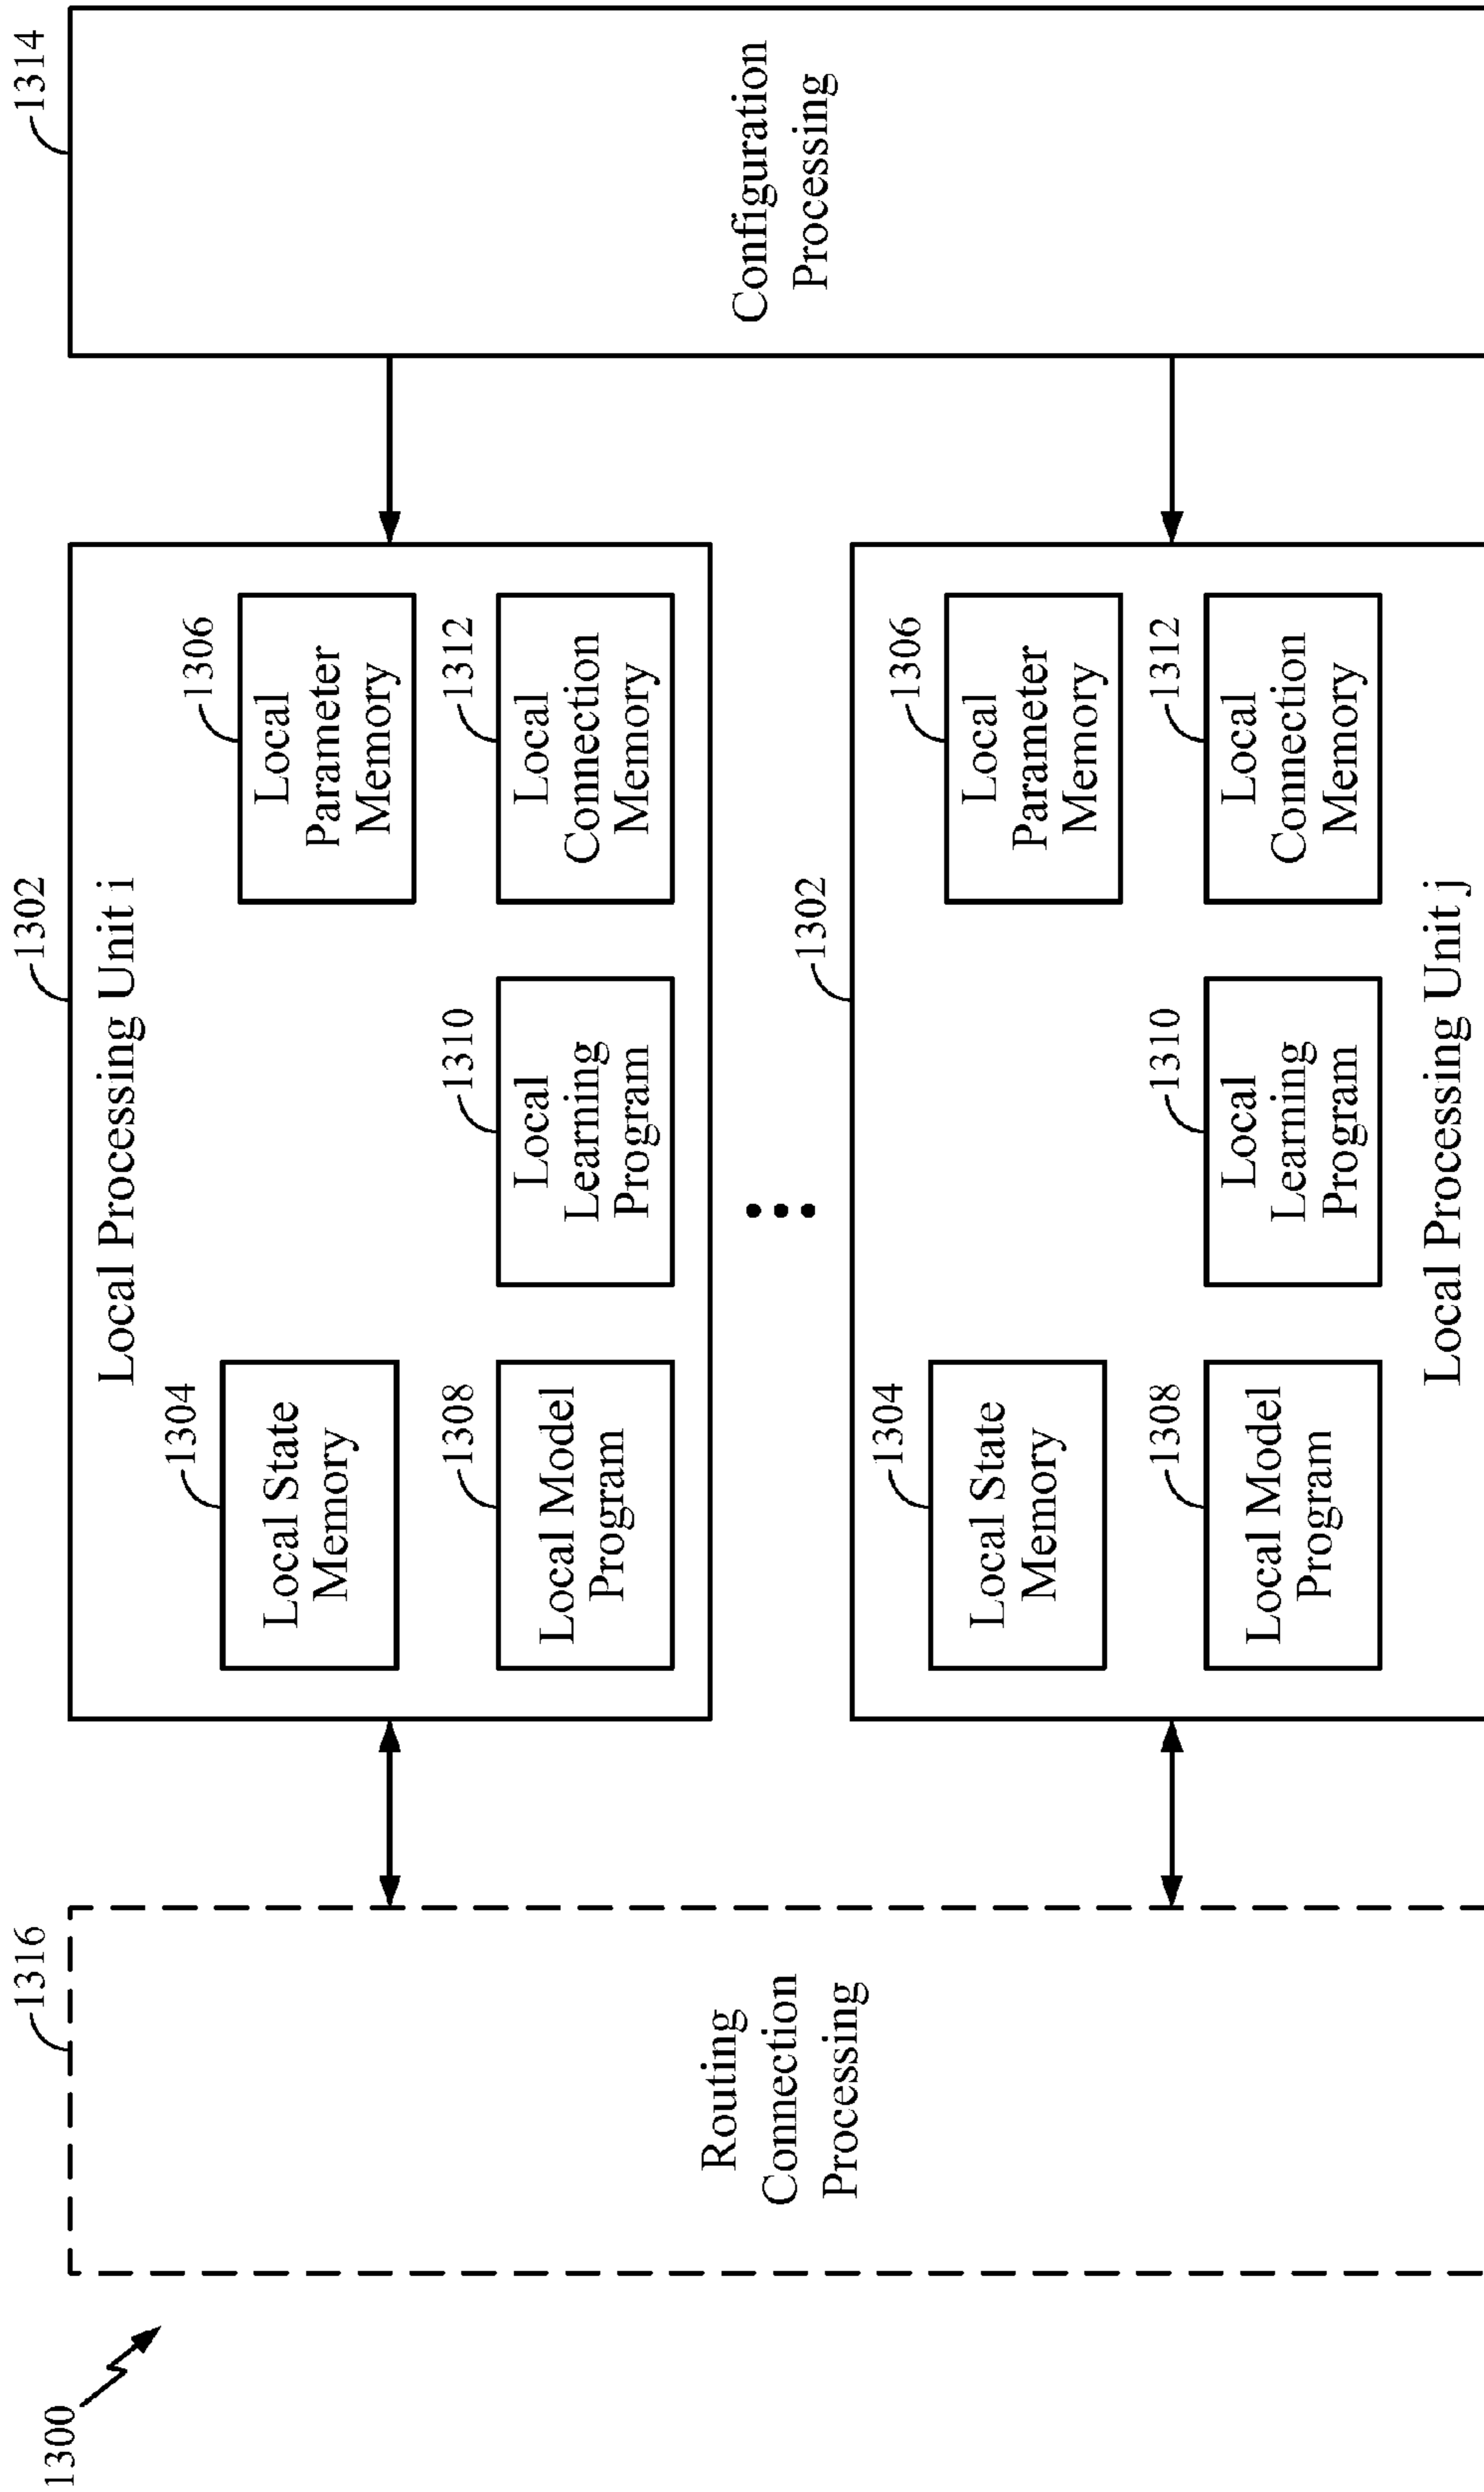 1300
1316
1302
1314
Routing
Connection
Processing
Local Processing Unit i
1304
Local State
Memory
1306
Local
Parameter
Memory
1308
Local Model
Program
1310
Local
Learning
Program
1312
Local
Connection
Memory
1302
1304
Local State
Memory
1306
Local
Parameter
Memory
1308
Local Model
Program
1310
Local
Learning
Program
1312
Local
Connection
Memory
Local Processing Unit j
Configuration
Processing